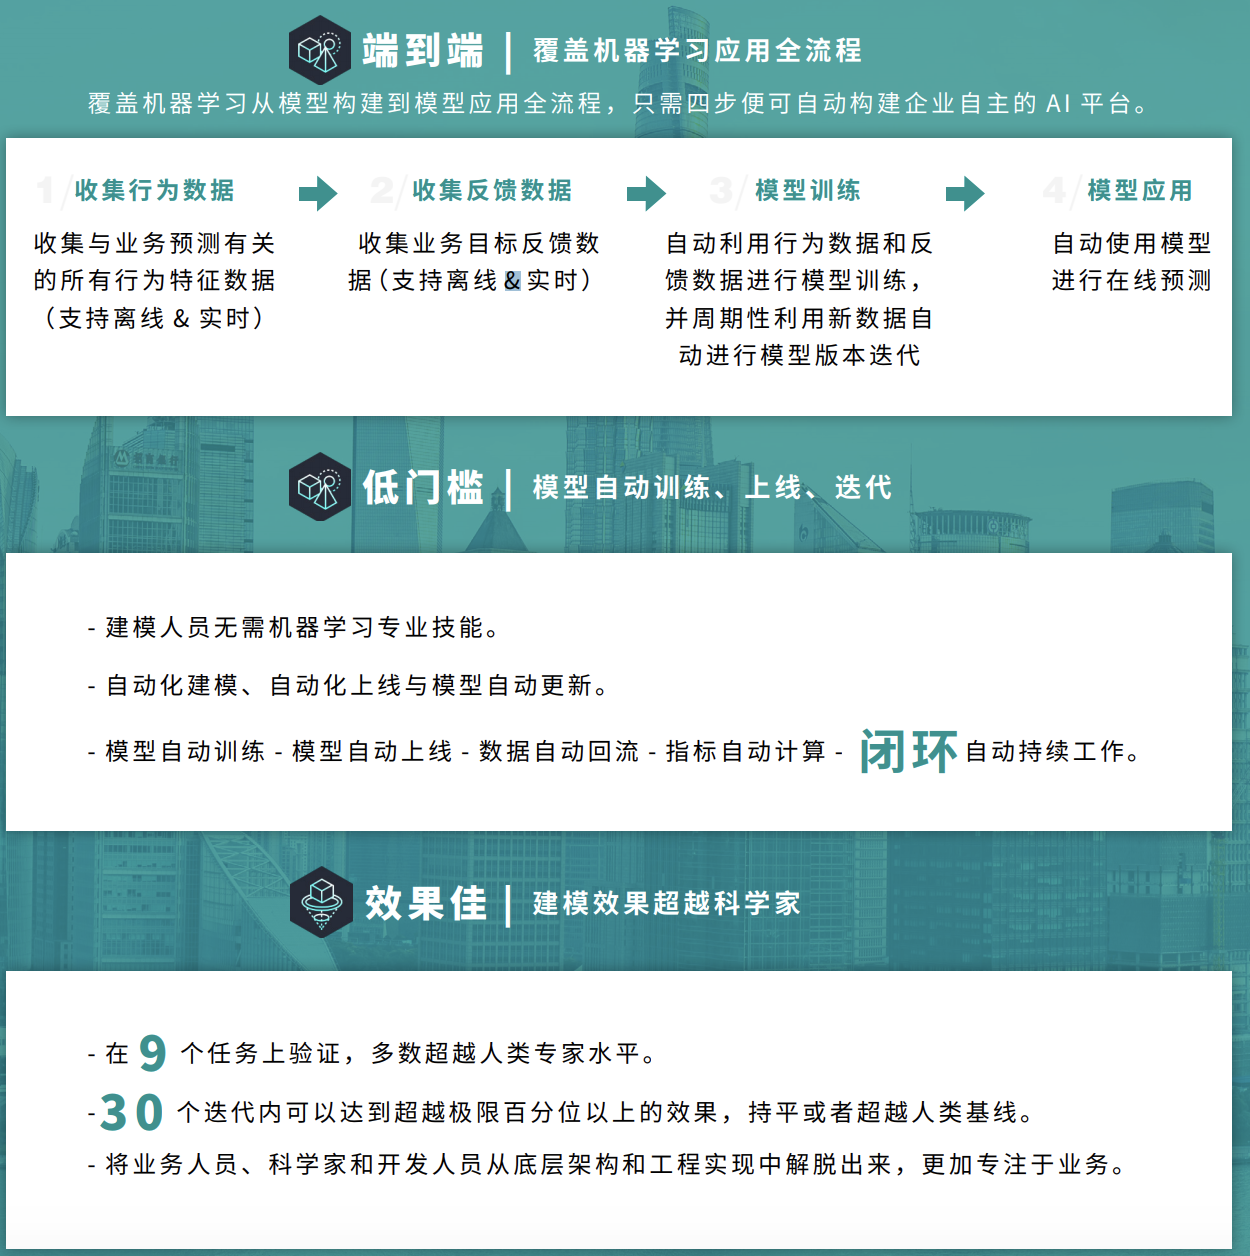 端到端 | 覆盖机器学习应用全流程
覆盖机器学习从模型构建到模型应用全流程，只需四步便可自动构建企业自主的 AI 平台。
1/收集行为数据
收集与业务预测有关
的所有行为特征数据
（支持离线 & 实时）
2/收集反馈数据
收集业务目标反馈数
据（支持离线 & 实时）
3/模型训练
自动利用行为数据和反
馈数据进行模型训练，
并周期性利用新数据自
动进行模型版本迭代
4/模型应用
自动使用模型
进行在线预测
招商银行
低门槛 | 模型自动训练、上线、迭代
- 建模人员无需机器学习专业技能。
- 自动化建模、自动化上线与模型自动更新。
- 模型自动训练 - 模型自动上线 - 数据自动回流 - 指标自动计算 - 闭环自动持续工作。
效果佳 | 建模效果超越科学家
- 在 9 个任务上验证，多数超越人类专家水平。
-30 个迭代内可以达到超越极限百分位以上的效果，持平或者超越人类基线。
- 将业务人员、科学家和开发人员从底层架构和工程实现中解脱出来，更加专注于业务。